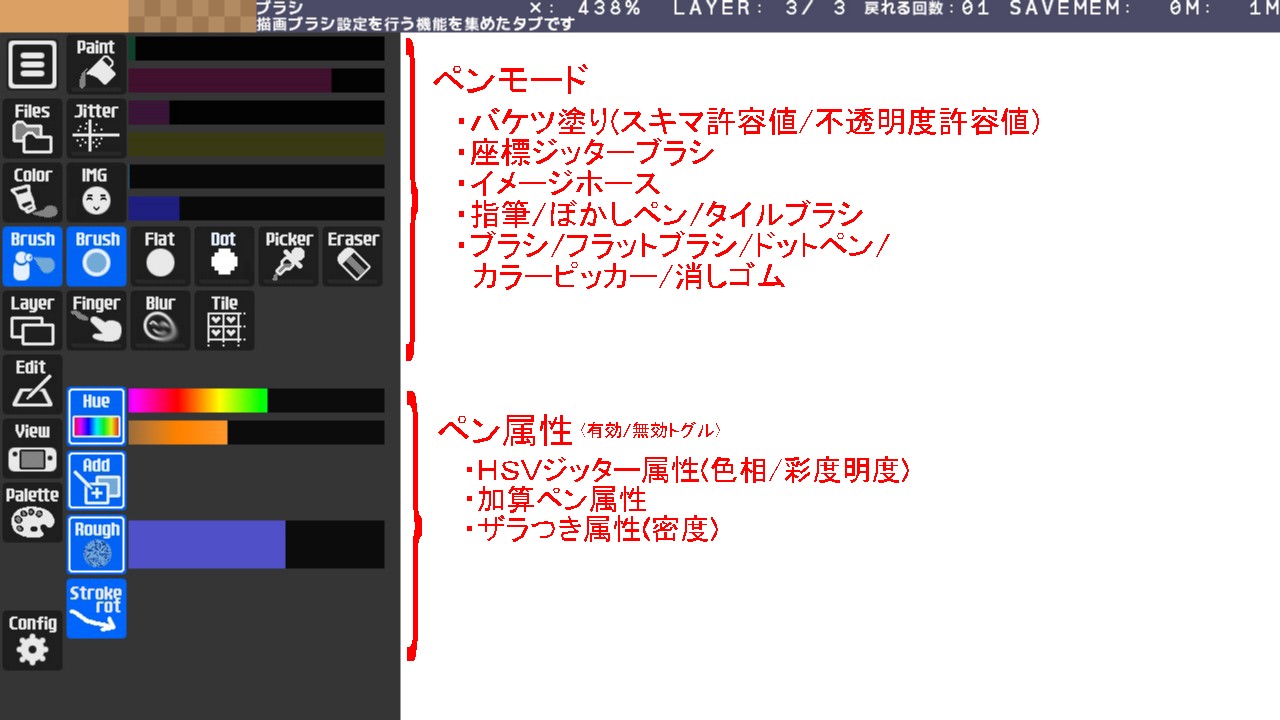 ブラシ
×: 438% LAYER: 3/ 3 戻れる回数:01 SAVEMEM: 0M: 1M
描画ブラシ設定を行う機能を集めたタブです
Paint
Files
Jitter
Color
IMG
Brush
Brush
Flat
Dot
Picker
Eraser
Layer
Finger
Blur
Tile
Edit
Hue
View
Add
Palette
Rough
Stroke
rot
Config
ペンモード
・バケツ塗り(スキマ許容値/不透明度許容値)
・座標ジッターブラシ
・イメージホース
・指筆/ぼかしペン/タイルブラシ
・ブラシ/フラットブラシ/ドットペン/
カラーピッカー/消しゴム
ペン属性(有効/無効トグル)
・HSVジッター属性(色相/彩度明度)
・加算ペン属性
・ザラつき属性(密度)